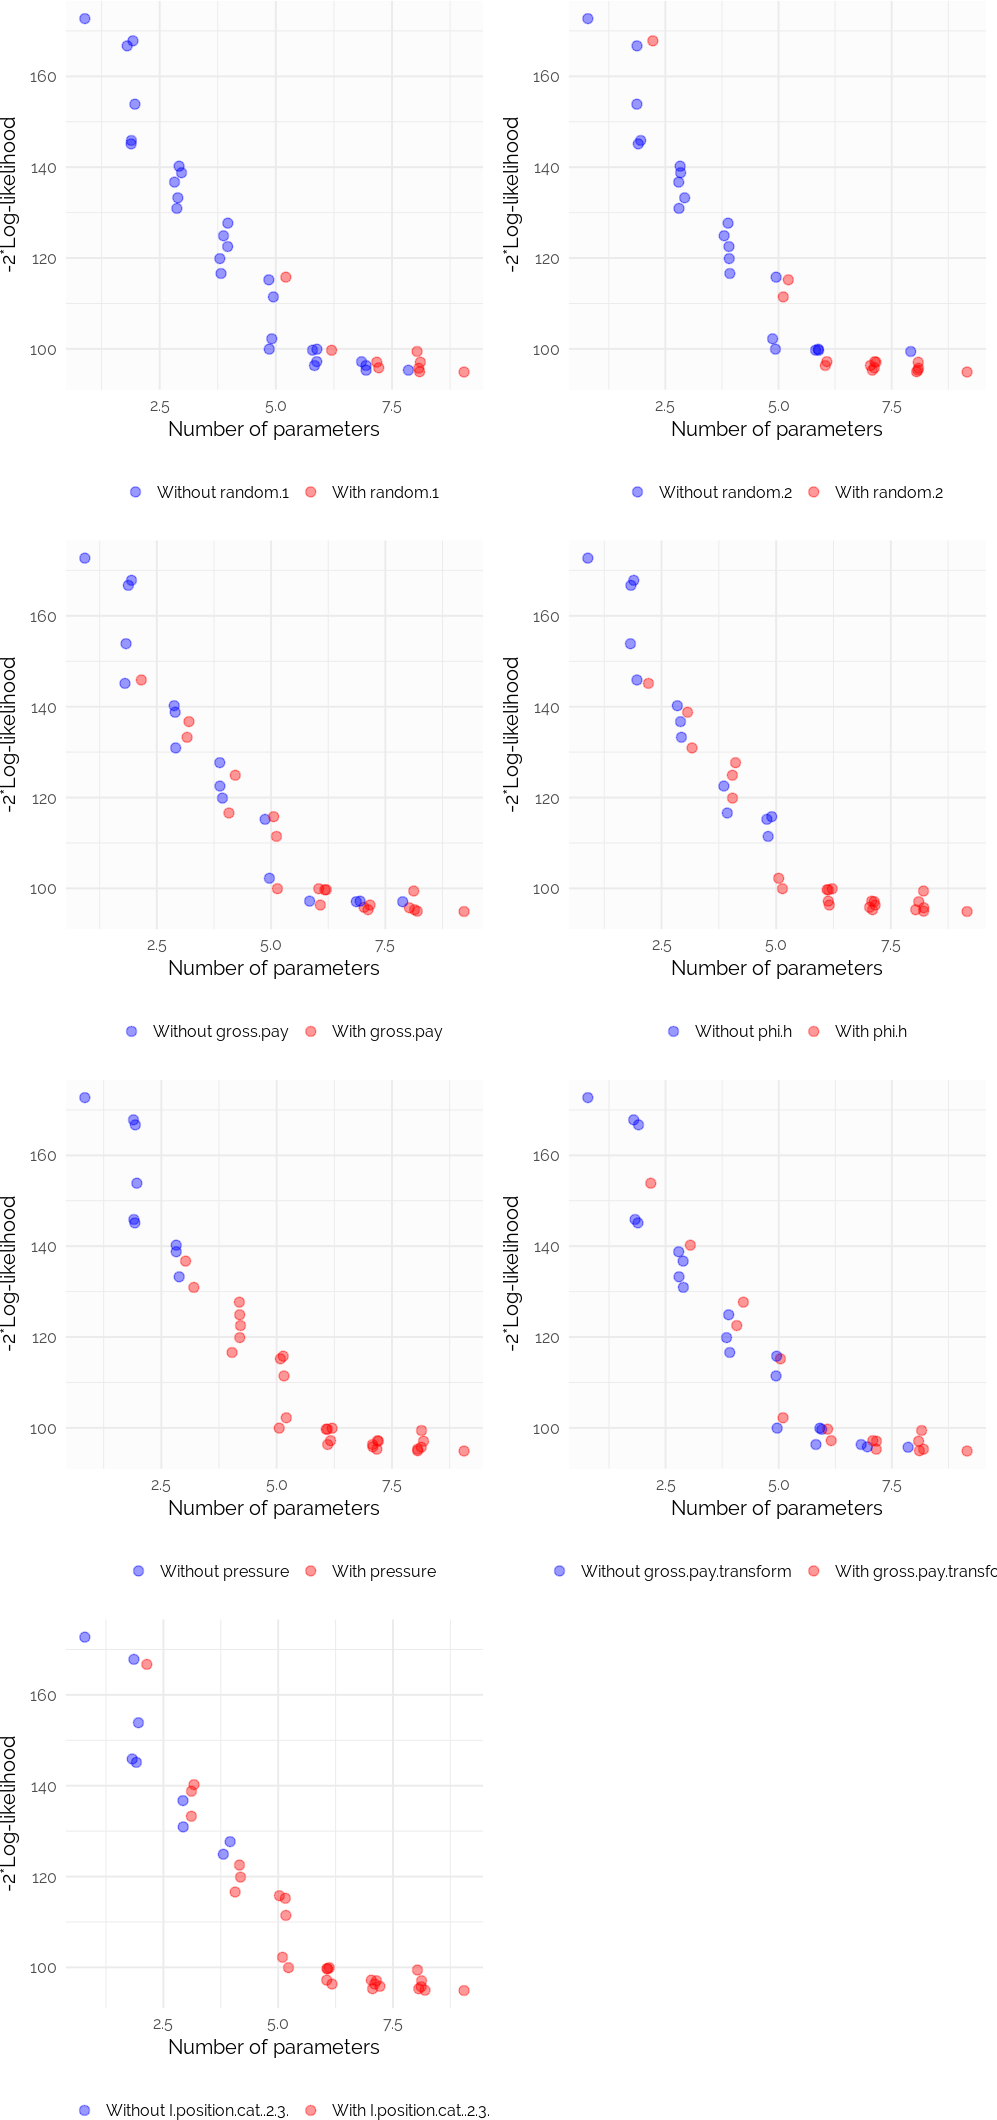 160
140
120
100
-2*Log-likelihood
2.5 5.0 7.5
Number of parameters
Without random.1 With random.1
160
140
120
100
-2*Log-likelihood
2.5 5.0 7.5
Number of parameters
Without random.2 With random.2
160
140
120
100
-2*Log-likelihood
2.5 5.0 7.5
Number of parameters
Without gross.pay With gross.pay
160
140
120
100
-2*Log-likelihood
2.5 5.0 7.5
Number of parameters
Without phi.h With phi.h
160
140
120
100
-2*Log-likelihood
2.5 5.0 7.5
Number of parameters
Without pressure With pressure
160
140
120
100
-2*Log-likelihood
2.5 5.0 7.5
Number of parameters
Without gross.pay.transform With gross.pay.transfo
160
140
120
100
-2*Log-likelihood
2.5 5.0 7.5
Number of parameters
Without I.position.cat..2.3. With I.position.cat..2.3.